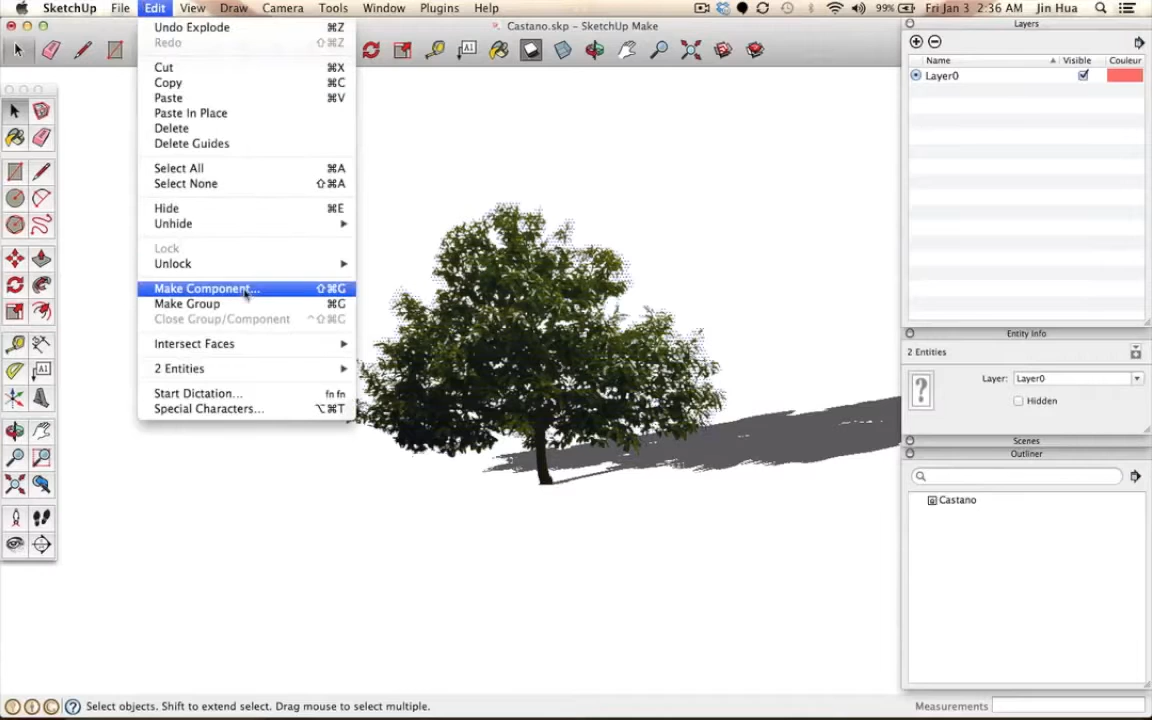 SketchUp File Edit View Draw Camera Tools Window Plugins Help 99% Fri Jan 3 2:36 AM Jin Hua
Castano.skp – SketchUp Make
Undo Explode ⌘Z
Redo ⇧⌘Z
Cut ⌘X
Copy ⌘C
Paste ⌘V
Paste In Place
Delete
Delete Guides
Select All ⌘A
Select None ⇧⌘A
Hide ⌘E
Unhide
Lock
Unlock
Make Component... ⇧⌘G
Make Group ⌘G
Close Group/Component ^⇧⌘G
Intersect Faces
2 Entities
Start Dictation... fn fn
Special Characters... ⌥⌘T
A1
A1
Layers
Name Visible Couleur
Layer0
Entity Info
2 Entities
?
Layer: Layer0
Hidden
Scenes
Outliner
Castano
Select objects. Shift to extend select. Drag mouse to select multiple.
Measurements